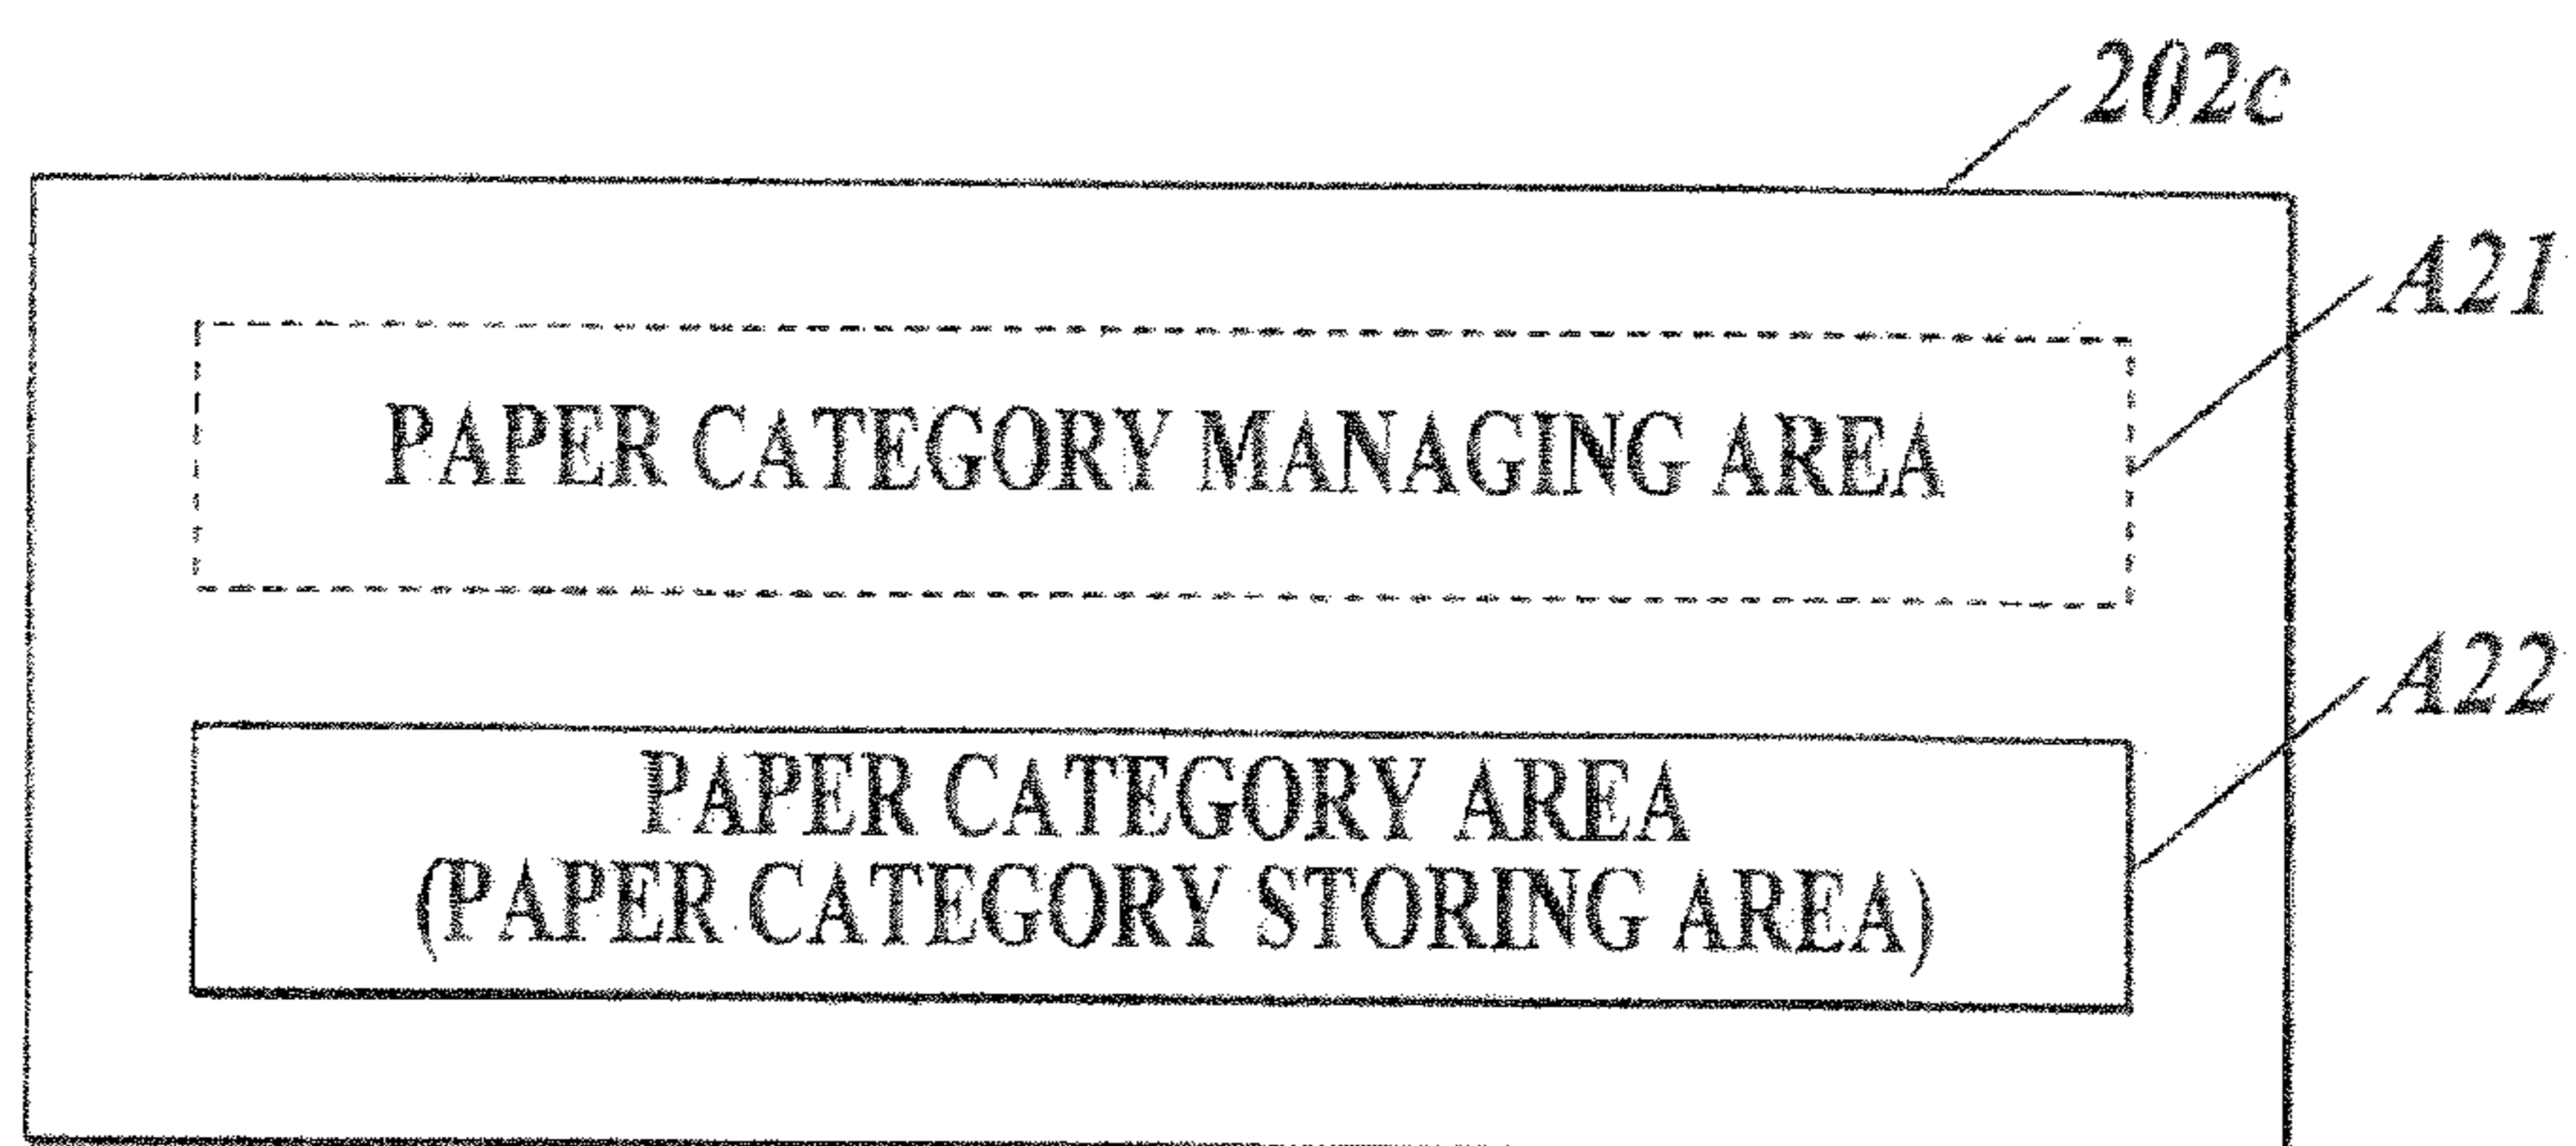 202c
A21
PAPER CATEGORY MANAGING AREA
A22
PAPER CATEGORY AREA
(PAPER CATEGORY STORING AREA)